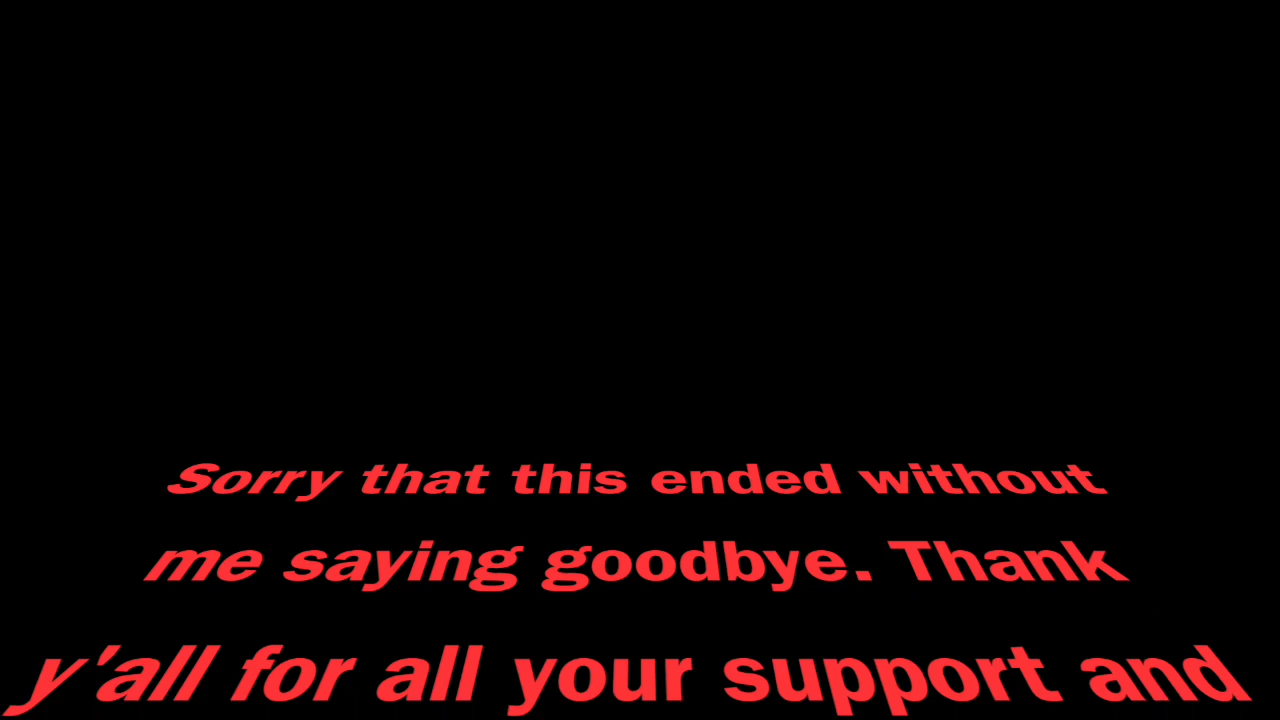 Sorry that this ended without
me saying goodbye. Thank
y'all for all your support and